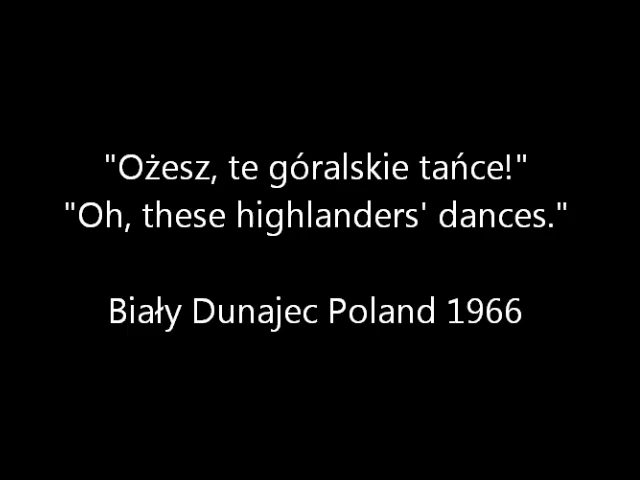 "Ożesz, te góralskie tańce!"
"Oh, these highlanders' dances."
Biały Dunajec Poland 1966